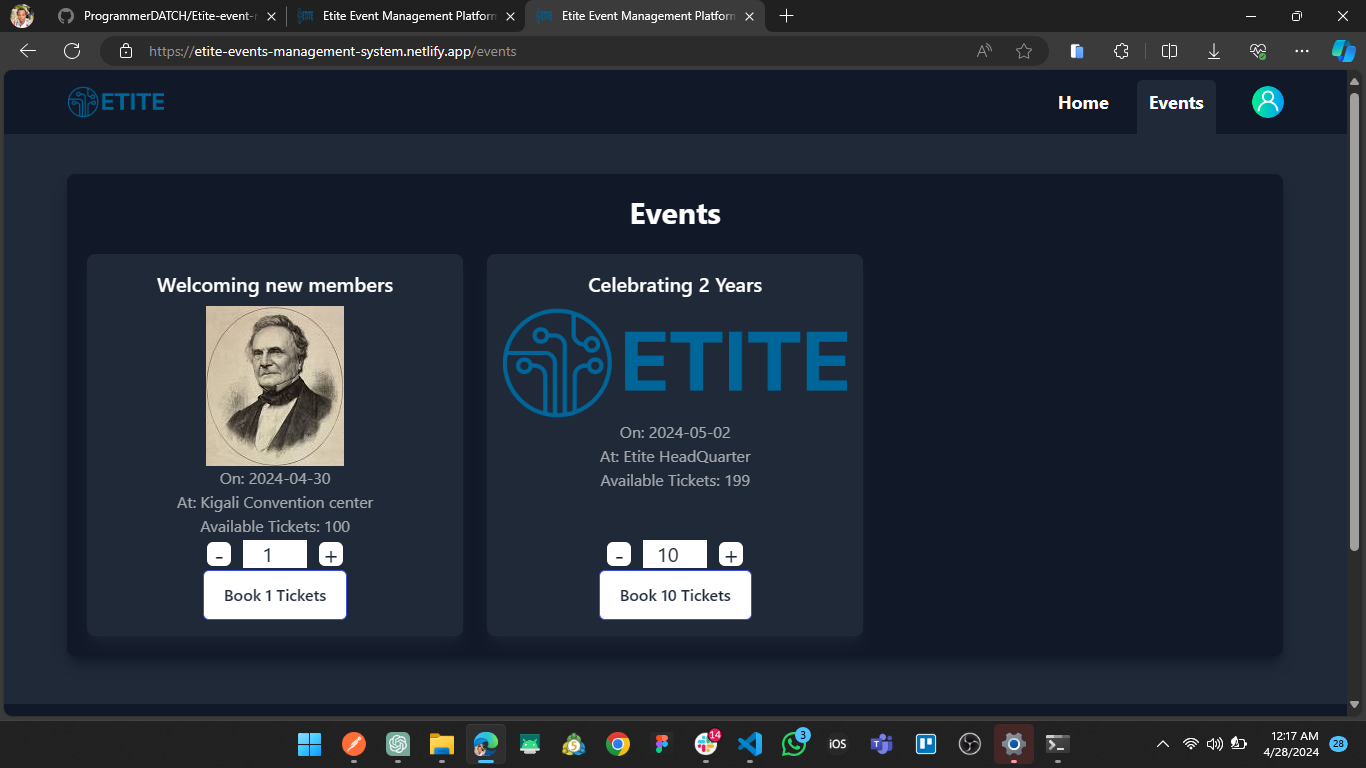 ProgrammerDATCH/Etite-event-
Etite Event Management Platform
Etite Event Management Platform
https://etite-events-management-system.netlify.app/events
ETITE
Home
Events
Events
Welcoming new members
On: 2024-04-30
At: Kigali Convention center
Available Tickets: 100
-
1
+
Book 1 Tickets
Celebrating 2 Years
ETITE
On: 2024-05-02
At: Etite HeadQuarter
Available Tickets: 199
-
10
+
Book 10 Tickets
14
3
iOS
12:17 AM
4/28/2024
28